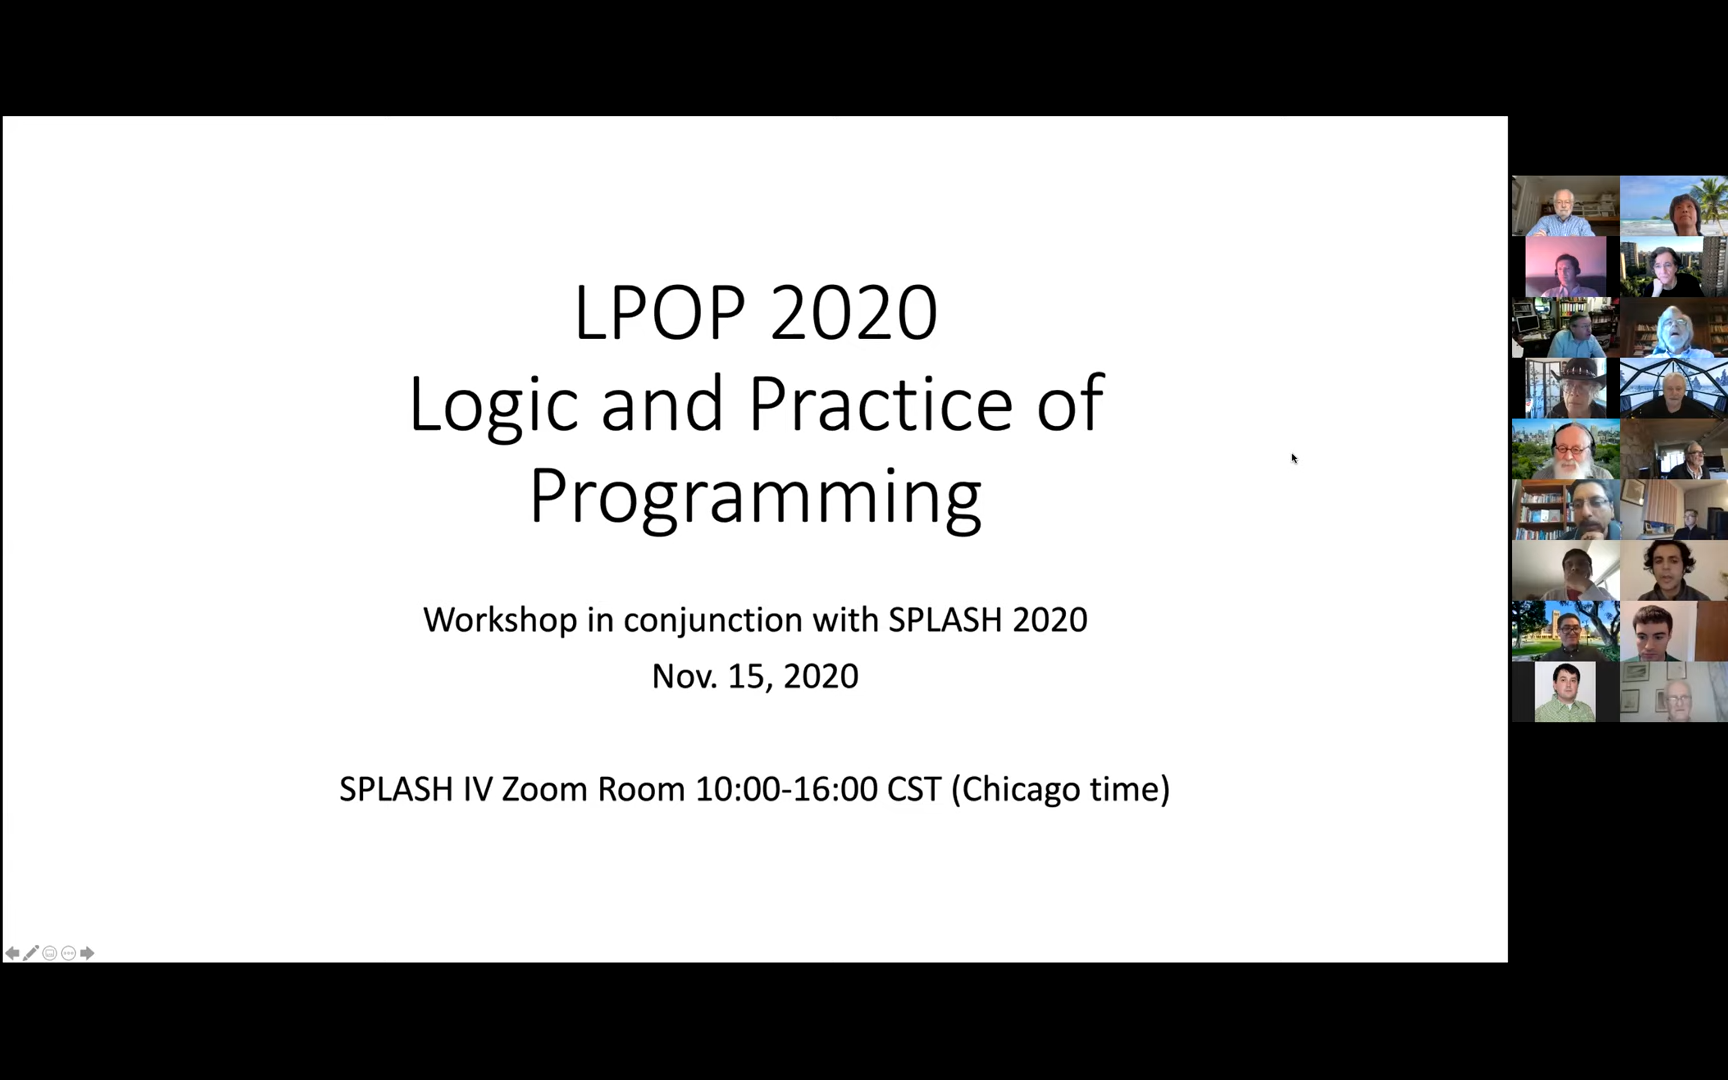 LPOP 2020
Logic and Practice of
Programming
Workshop in conjunction with SPLASH 2020
Nov. 15, 2020
SPLASH IV Zoom Room 10:00-16:00 CST (Chicago time)